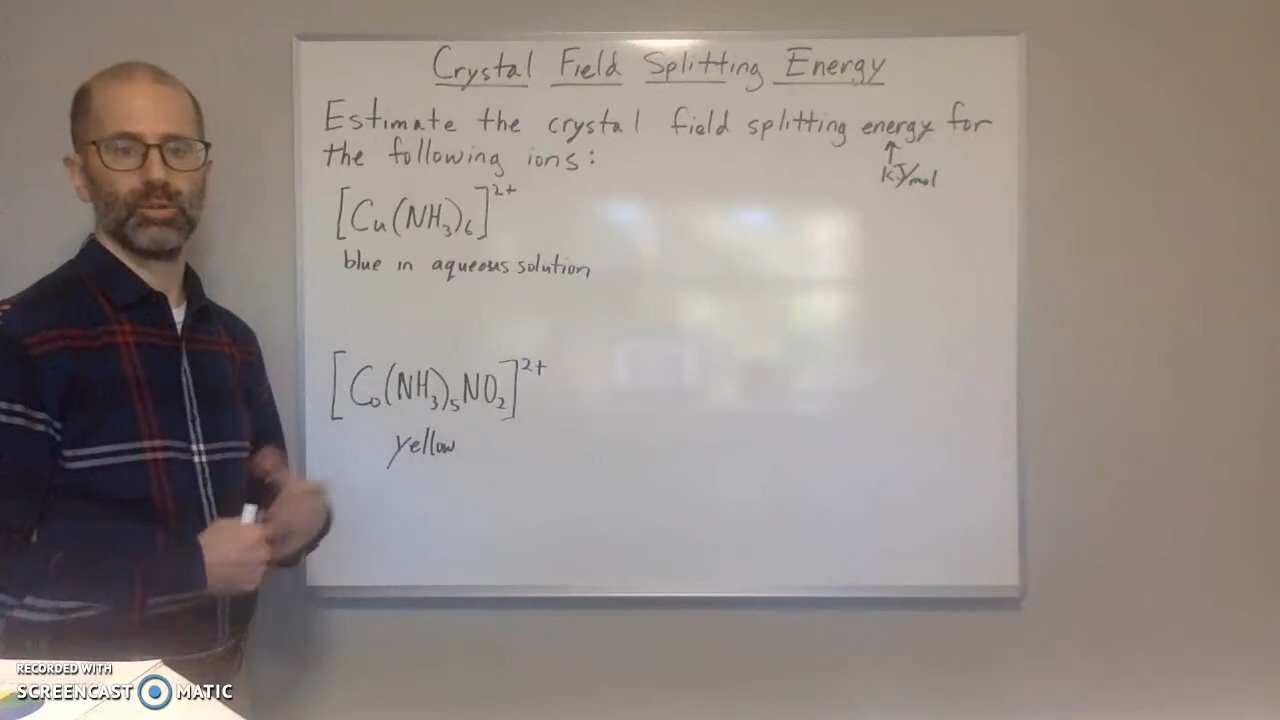 Crystal Field Splitting Energy
Estimate the crystal field splitting energy for
the following ions:
↑
kJ/mol
[Cu(NH₃)₆]²⁺
blue in aqueous solution
[Co(NH₃)₅NO₂]²⁺
yellow
RECORDED WITH
SCREENCAST MATIC